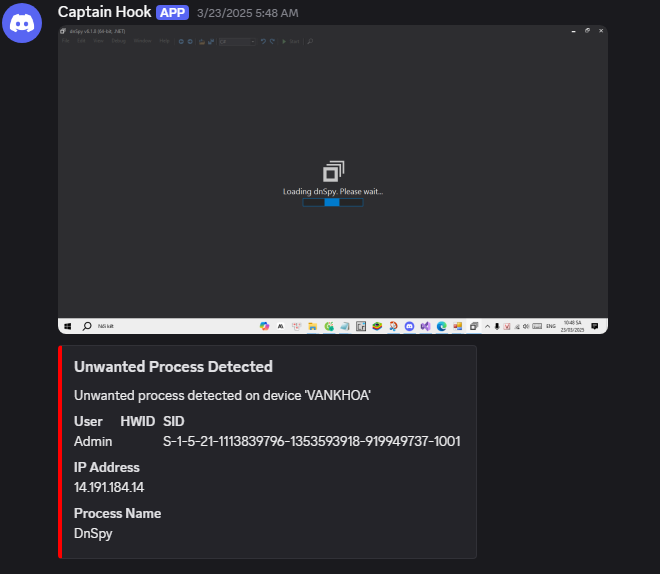 Captain Hook APP 3/23/2025 5:48 AM
dnSpy v6.1.8 (64-bit, .NET)
File Edit View Debug Window Help C# Start
Loading dnSpy. Please wait...
ENG 10:48 SA
23/03/2025
Unwanted Process Detected
Unwanted process detected on device 'VANKHOA'
User HWID SID
Admin S-1-5-21-1113839796-1353593918-919949737-1001
IP Address
14.191.184.14
Process Name
DnSpy